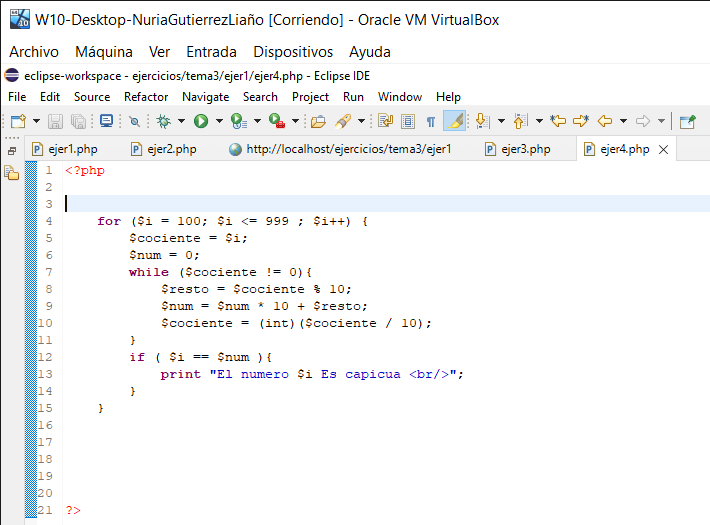 W10-Desktop-NuriaGutierrezLiaño [Corriendo] - Oracle VM VirtualBox
Archivo Máquina Ver Entrada Dispositivos Ayuda
eclipse-workspace - ejercicios/tema3/ejer1/ejer4.php - Eclipse IDE
File Edit Source Refactor Navigate Search Project Run Window Help
ejer1.php ejer2.php http://localhost/ejercicios/tema3/ejer1 ejer3.php ejer4.php
1 <?php
2
3
4 for ($i = 100; $i <= 999 ; $i++) {
5 $cociente = $i;
6 $num = 0;
7 while ($cociente != 0){
8 $resto = $cociente % 10;
9 $num = $num * 10 + $resto;
10 $cociente = (int)($cociente / 10);
11 }
12 if ( $i == $num ){
13 print "El numero $i Es capicua <br/>";
14 }
15 }
16
17
18
19
20
21 ?>